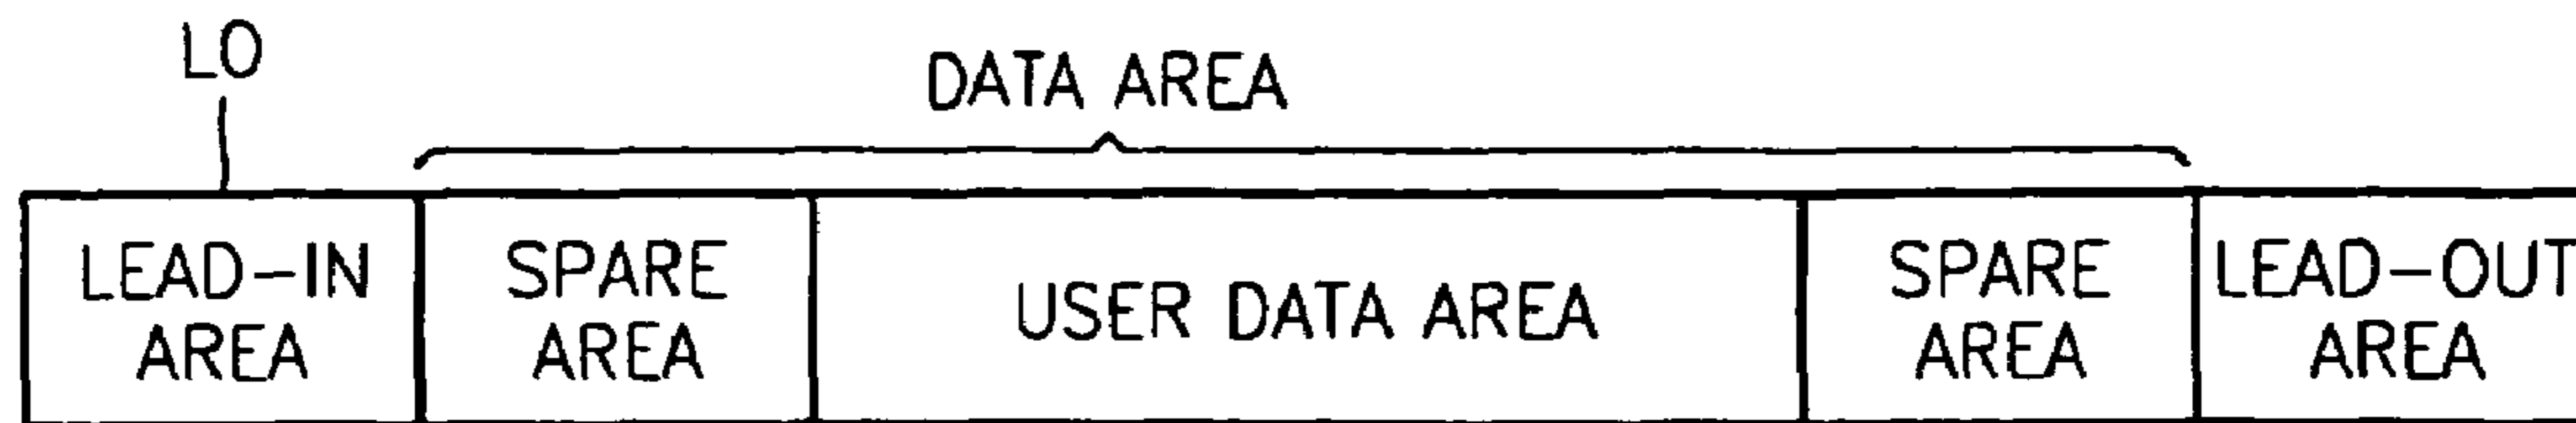 LO
DATA AREA
LEAD-IN
AREA
SPARE
AREA
USER DATA AREA
SPARE
AREA
LEAD-OUT
AREA